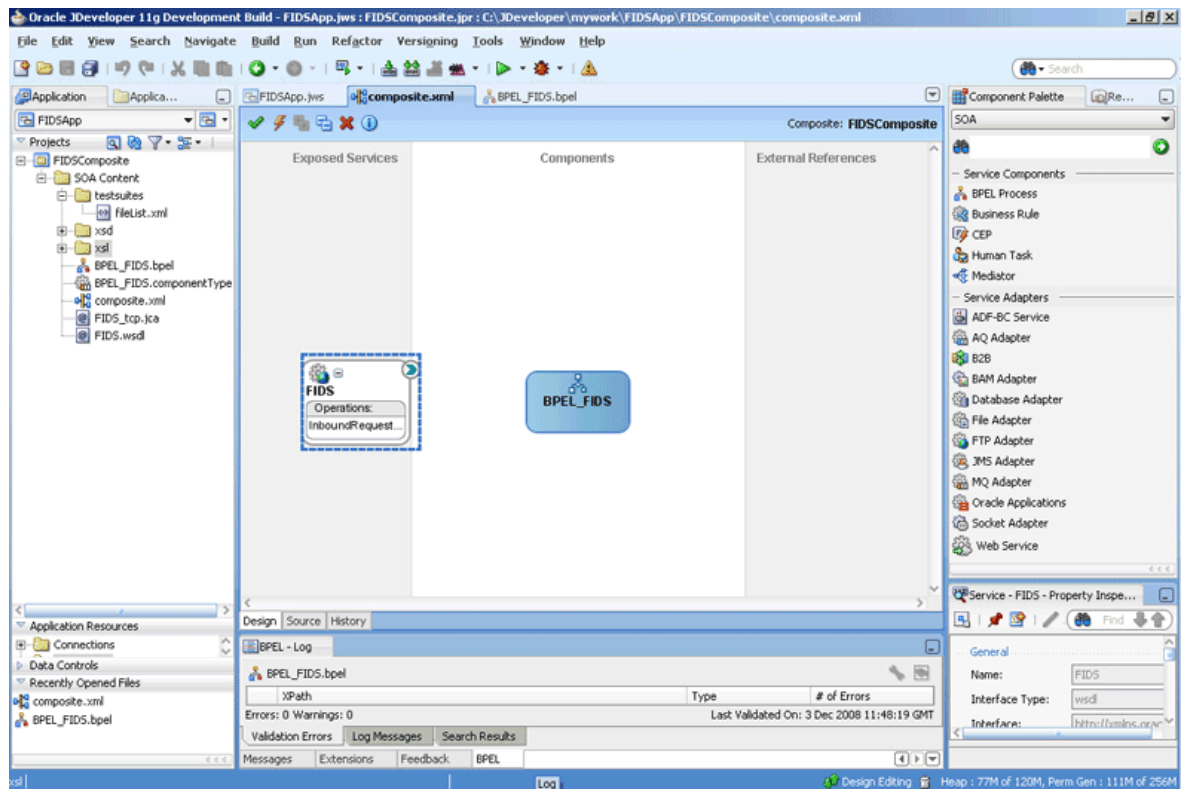 Oracle JDeveloper 11g Development Build - FIDSApp.jws : FIDSComposite.jpr : C:\JDeveloper\mywork\FIDSApp\FIDSComposite\composite.xml
File Edit View Search Navigate Build Run Refactor Versioning Tools Window Help
Search
Application Applica...
FIDSApp
Projects
FIDSComposite
SOA Content
testsuites
fileList.xml
xsd
xsl
BPEL_FIDS.bpel
BPEL_FIDS.componentType
composite.xml
FIDS_tcp.jca
FIDS.wsdl
Application Resources
Connections
Data Controls
Recently Opened Files
composite.xml
BPEL_FIDS.bpel
FIDSApp.jws composite.xml BPEL_FIDS.bpel
Composite: FIDSComposite
Exposed Services Components External References
FIDS
Operations:
InboundRequest...
BPEL_FIDS
Design Source History
BPEL - Log
BPEL_FIDS.bpel
XPath Type # of Errors
Errors: 0 Warnings: 0 Last Validated On: 3 Dec 2008 11:48:19 GMT
Validation Errors Log Messages Search Results
Messages Extensions Feedback BPEL
Component Palette Re...
SOA
Service Components
BPEL Process
Business Rule
CEP
Human Task
Mediator
Service Adapters
ADF-BC Service
AQ Adapter
B2B
BAM Adapter
Database Adapter
File Adapter
FTP Adapter
JMS Adapter
MQ Adapter
Oracle Applications
Socket Adapter
Web Service
Service - FIDS - Property Inspe...
Find
General
Name: FIDS
Interface Type: wsdl
Interface: http://xmlns.orac
xsl Log Design Editing Heap : 77M of 120M, Perm Gen : 111M of 256M